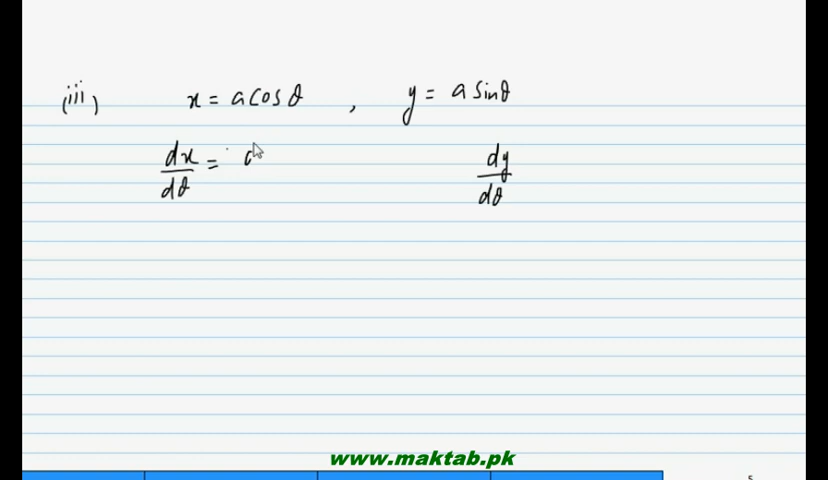 (iii) x = a cos θ , y = a sin θ
dx/dθ = a dy/dθ
www.maktab.pk
5